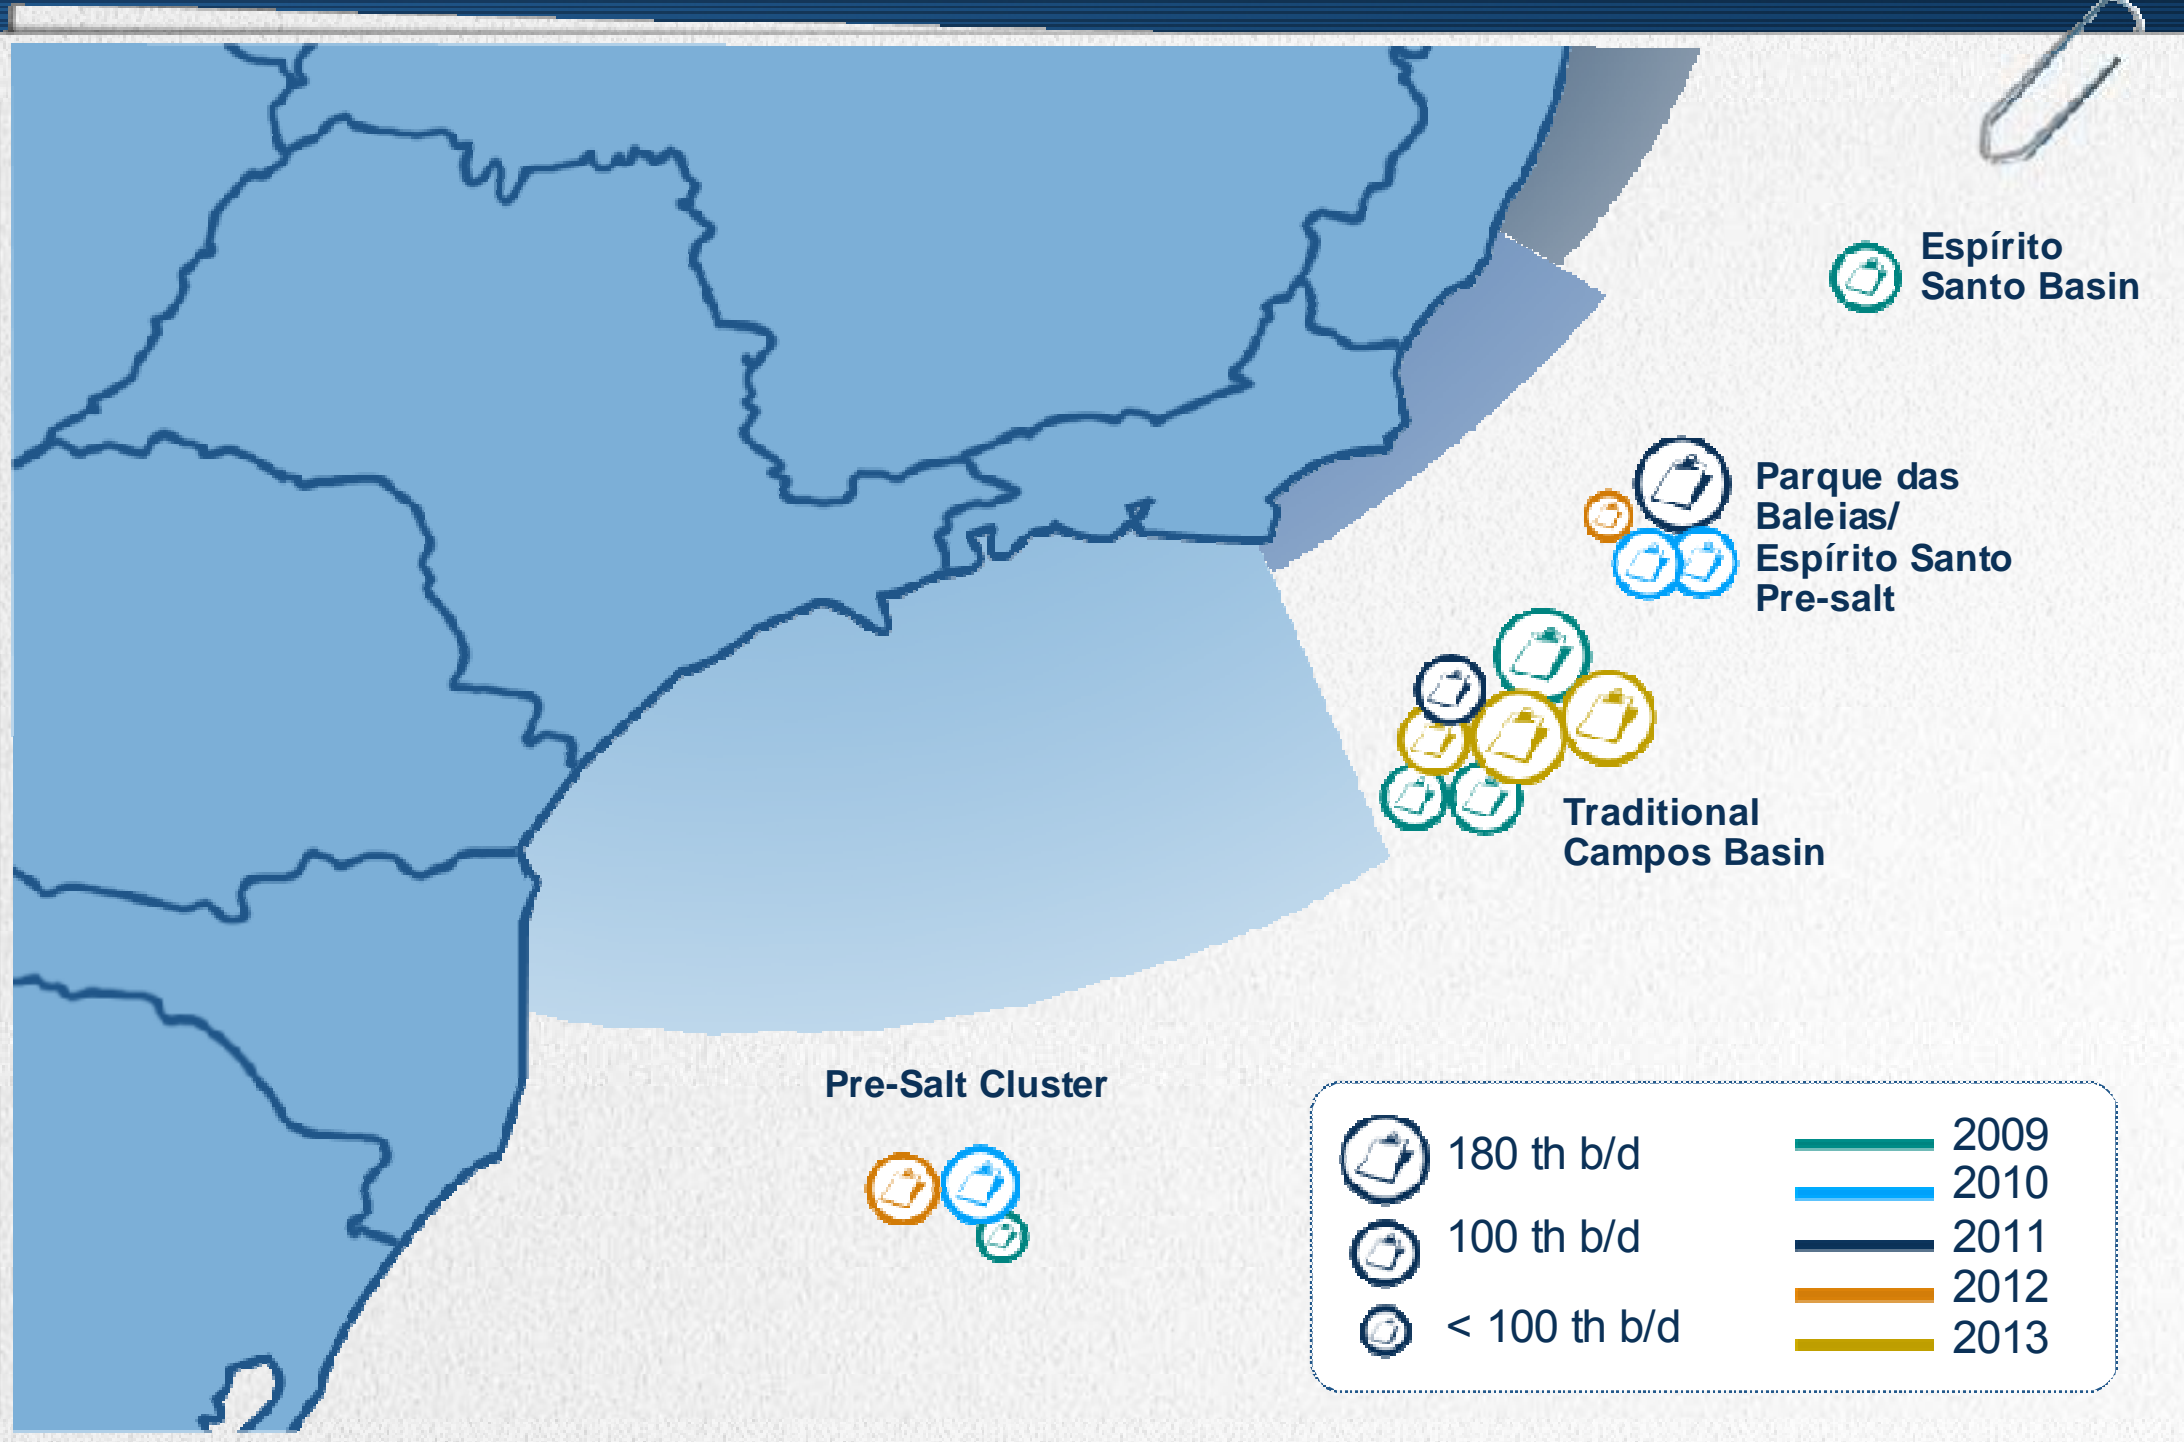 Espírito
Santo Basin
Parque das
Baleias/
Espírito Santo
Pre-salt
Traditional
Campos Basin
Pre-Salt Cluster
180 th b/d
100 th b/d
< 100 th b/d
2009
2010
2011
2012
2013